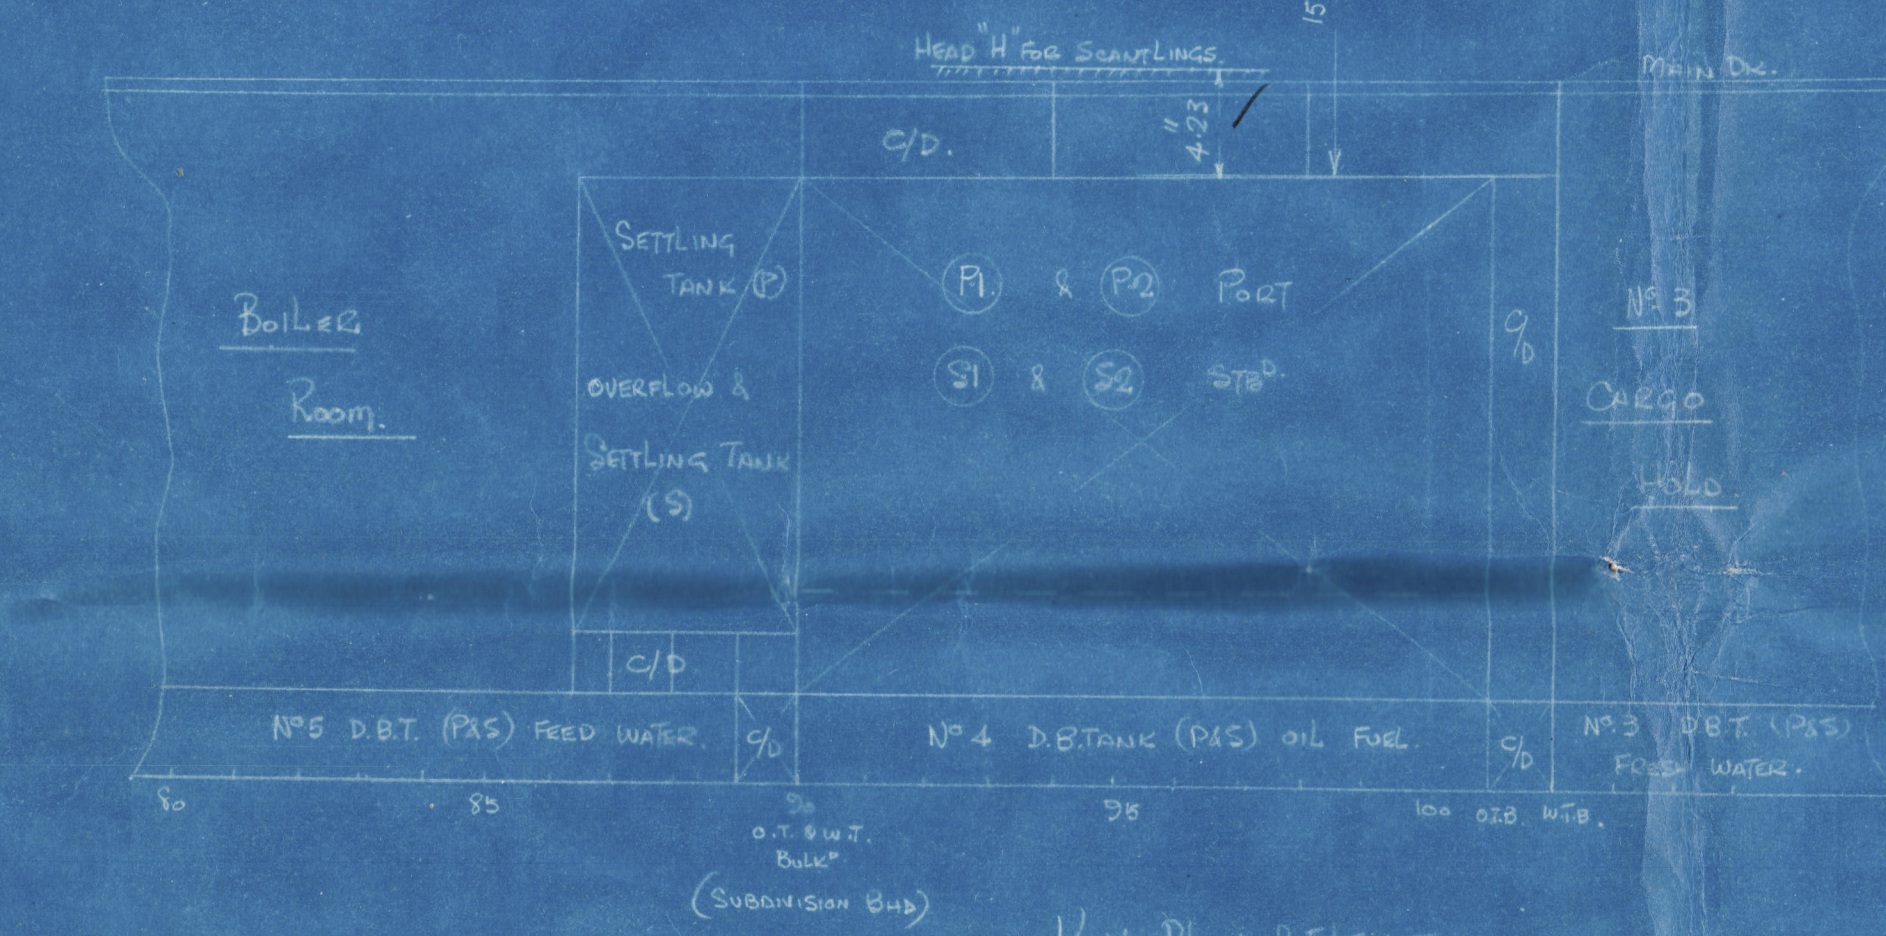 15
HEAD "H" FOR SCANTLINGS.
MAIN DK.
C/D.
4.23"
SETTLING
TANK (P)
P1. & P2 PORT
BOILER
ROOM.
C/D
Nº 3
CARGO
HOLD.
S1 & S2 STBD.
OVERFLOW &
SETTLING TANK
(S)
C/D
Nº 5 D.B.T. (P&S) FEED WATER.
C/D
Nº 4 D.B.TANK (P&S) OIL FUEL.
C/D
Nº 3 D.B.T. (P&S)
FRESH WATER.
80 85 90 95 100 O.T.B. W.T.B.
O.T. & W.T.
BULKD
(SUBDIVISION BHD)